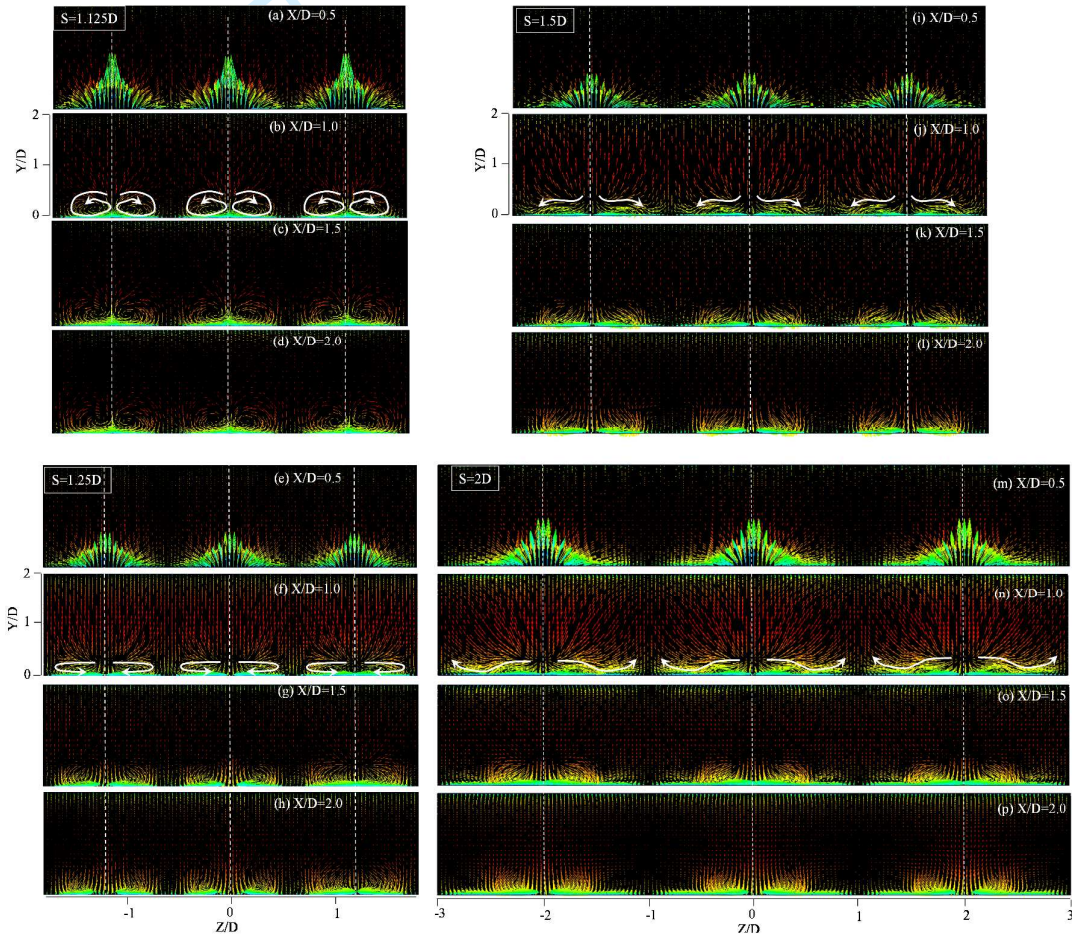 S=1.125D
(a) X/D=0.5
2
(b) X/D=1.0
Y/D
1
0
(c) X/D=1.5
(d) X/D=2.0
S=1.5D
(i) X/D=0.5
2
(j) X/D=1.0
Y/D
1
0
(k) X/D=1.5
(l) X/D=2.0
S=1.25D
(e) X/D=0.5
2
(f) X/D=1.0
Y/D
0
(g) X/D=1.5
(h) X/D=2.0
-1
0
1
Z/D
S=2D
(m) X/D=0.5
(n) X/D=1.0
(o) X/D=1.5
(p) X/D=2.0
-3
-2
-1
0
1
2
3
Z/D